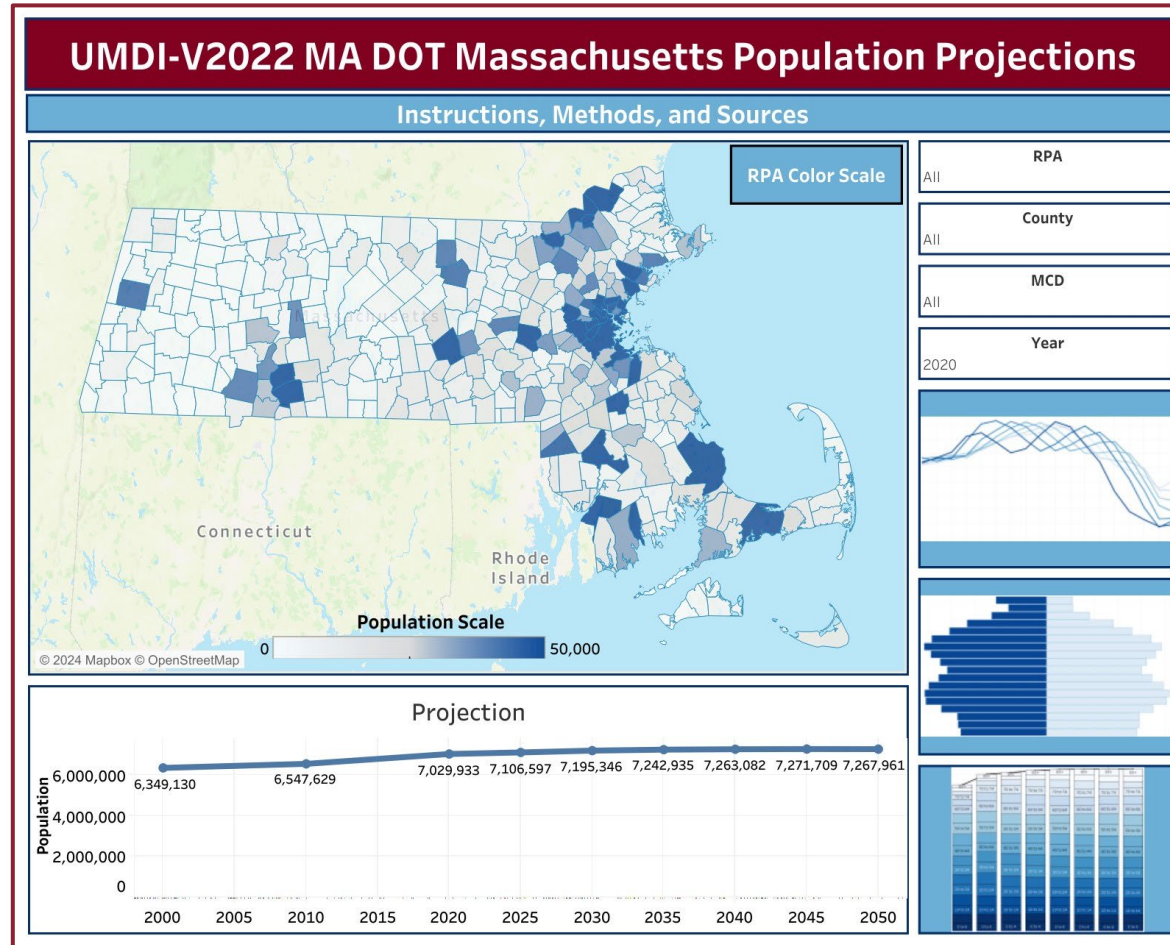 UMDI-V2022 MA DOT Massachusetts Population Projections
Instructions, Methods, and Sources
RPA Color Scale
Massachusetts
Connecticut
Rhode
Island
Population Scale
0
50,000
© 2024 Mapbox © OpenStreetMap
RPA
All
County
All
MCD
All
Year
2020
Projection
Population
6,000,000
4,000,000
2,000,000
0
6,349,130
6,547,629
7,029,933
7,106,597
7,195,346
7,242,935
7,263,082
7,271,709
7,267,961
2000
2005
2010
2015
2020
2025
2030
2035
2040
2045
2050